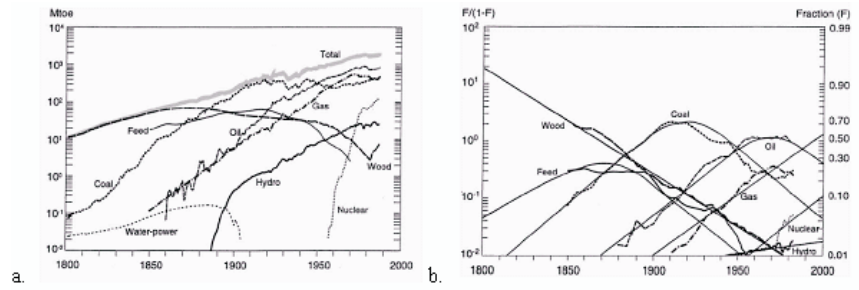 Mtoe
10⁴
10³
10²
10¹
10⁰
10⁻¹
10⁻²
Total
Gas
Feed
Oil
Wood
Coal
Hydro
Nuclear
Water-power
1800 1850 1900 1950 2000
a.
F/(1-F) Fraction (F)
10² 0.99
10¹ 0.90
0.70
10⁰ 0.50
0.30
10⁻¹ 0.10
10⁻² 0.01
Coal
Wood
Oil
Feed
Gas
Nuclear
Hydro
1800 1850 1900 1950 2000
b.